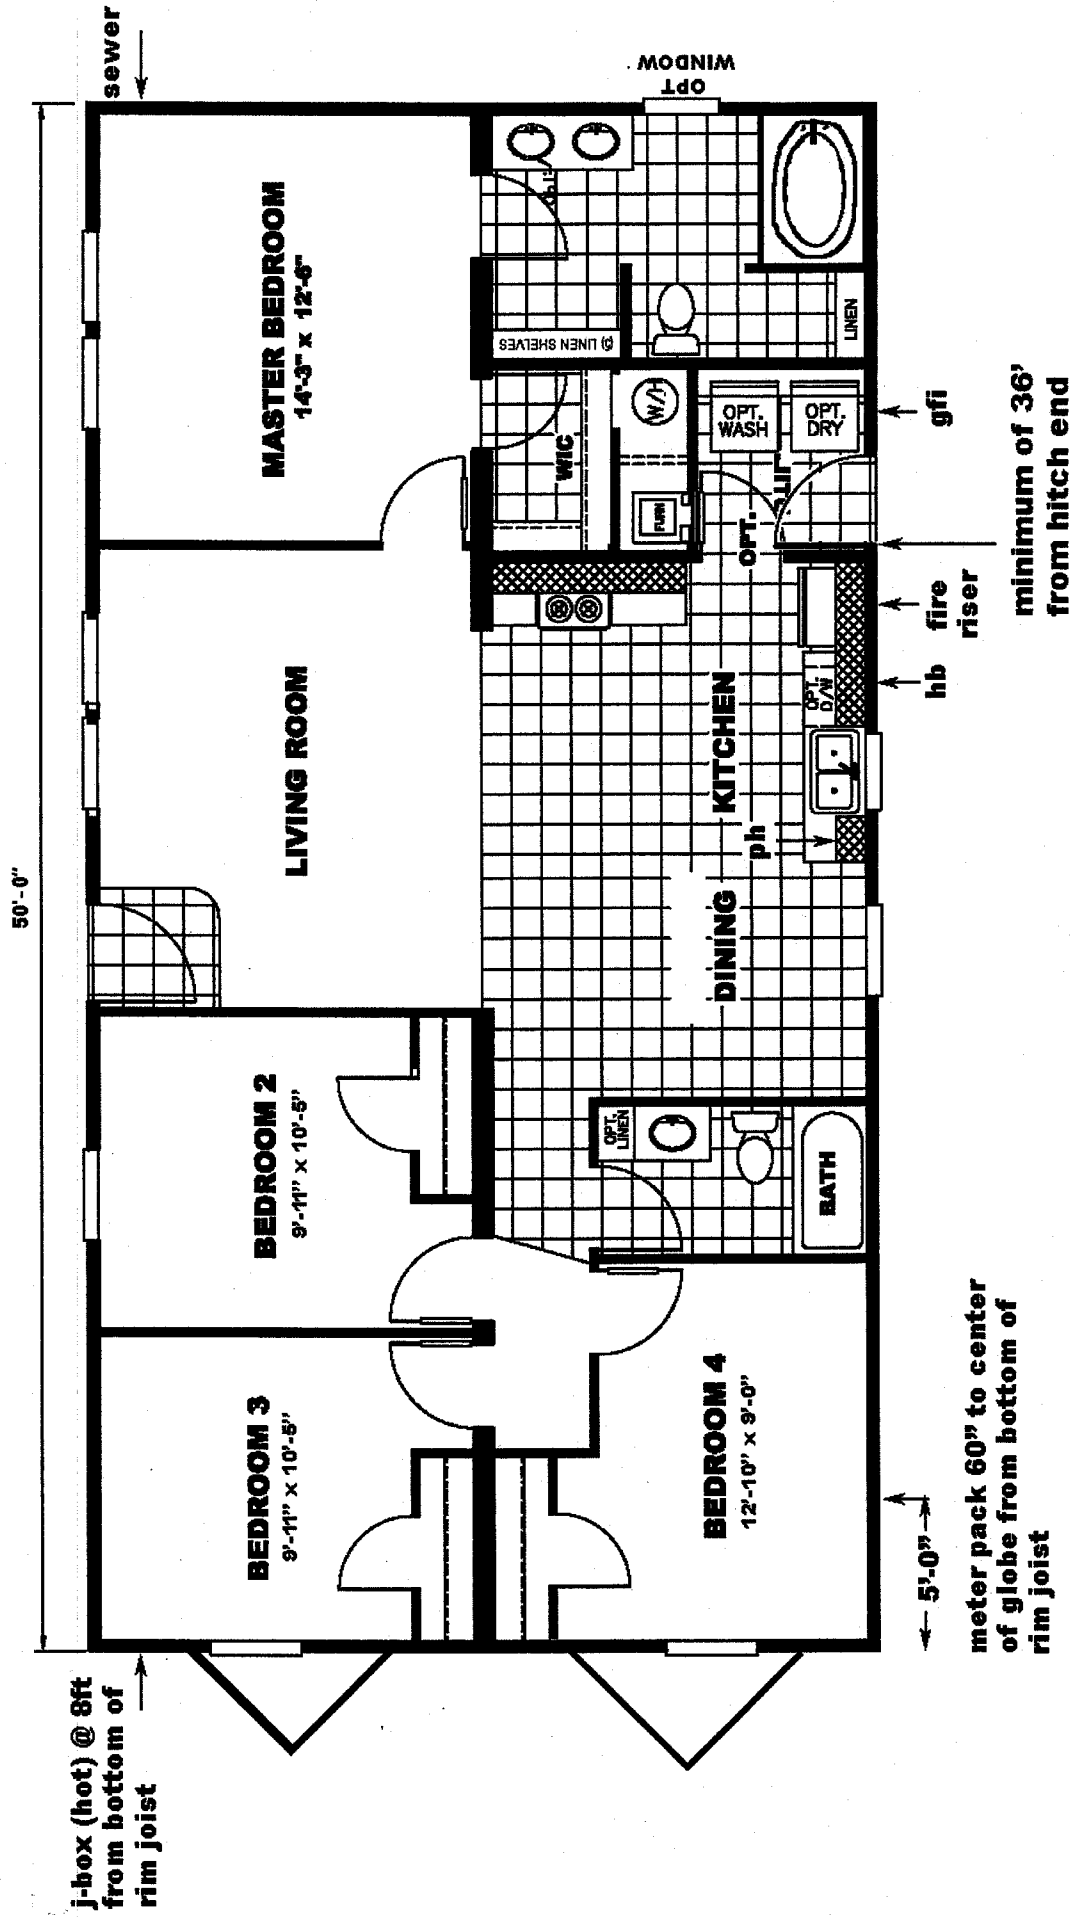 50'-0"
j-box (hot) @ 8ft
from bottom of
rim joist
sewer
BEDROOM 3
9'-11" x 10'-5"
BEDROOM 2
9'-11" x 10'-5"
LIVING ROOM
MASTER BEDROOM
14'-3" x 12'-6"
BEDROOM 4
12'-10" x 9'-0"
OPT.
LINEN
BATH
DINING
KITCHEN
ph
OPT.
D/W
OPT.
UTIL
WIC
FURN
W/H
OPT.
WASH
OPT.
DRY
LINEN SHELVES
LINEN
OPT
WINDOW
5'-0"
meter pack 60" to center
of globe from bottom of
rim joist
hb
fire
riser
gfi
minimum of 36'
from hitch end